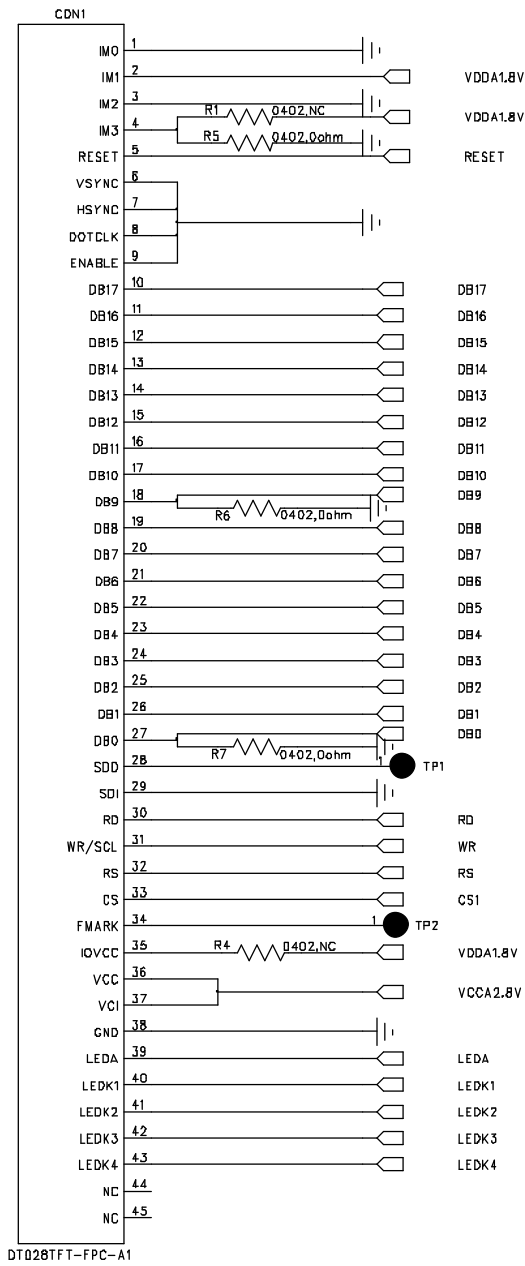 CDN1
IM0 1
IM1 2 VDDA1.8V
IM2 3
R1 0402,NC VDDA1.8V
IM3 4
R5 0402,0ohm
RESET 5 RESET
VSYNC 6
HSYNC 7
DOTCLK 8
ENABLE 9
DB17 10 DB17
DB16 11 DB16
DB15 12 DB15
DB14 13 DB14
DB13 14 DB13
DB12 15 DB12
DB11 16 DB11
DB10 17 DB10
DB9 18 DB9
R6 0402,0ohm
DB8 19 DB8
DB7 20 DB7
DB6 21 DB6
DB5 22 DB5
DB4 23 DB4
DB3 24 DB3
DB2 25 DB2
DB1 26 DB1
DB0 27 DB0
R7 0402,0ohm
SDO 28 1 TP1
SDI 29
RD 30 RD
WR/SCL 31 WR
RS 32 RS
CS 33 CS1
FMARK 34 1 TP2
IOVCC 35 R4 0402,NC VDDA1.8V
VCC 36
VCCA2.8V
VCI 37
GND 38
LEDA 39 LEDA
LEDK1 40 LEDK1
LEDK2 41 LEDK2
LEDK3 42 LEDK3
LEDK4 43 LEDK4
NC 44
NC 45
DT028TFT-FPC-A1